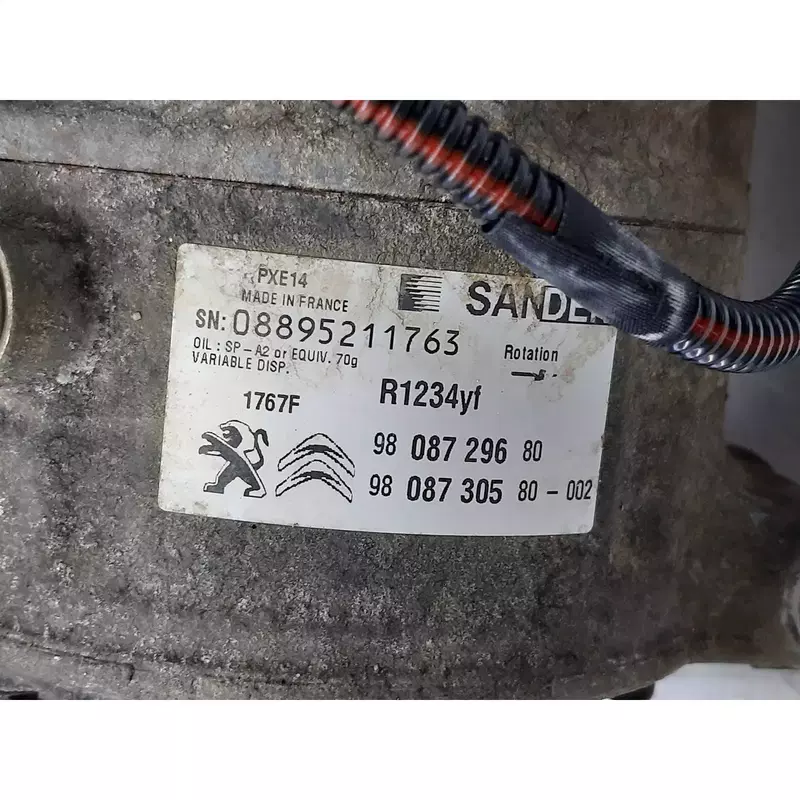 PXE14
MADE IN FRANCE
SANDE
SN: 08895211763
OIL : SP-A2 or EQUIV. 70g
VARIABLE DISP.
Rotation
1767F
R1234yf
98 087 296 80
98 087 305 80 - 002